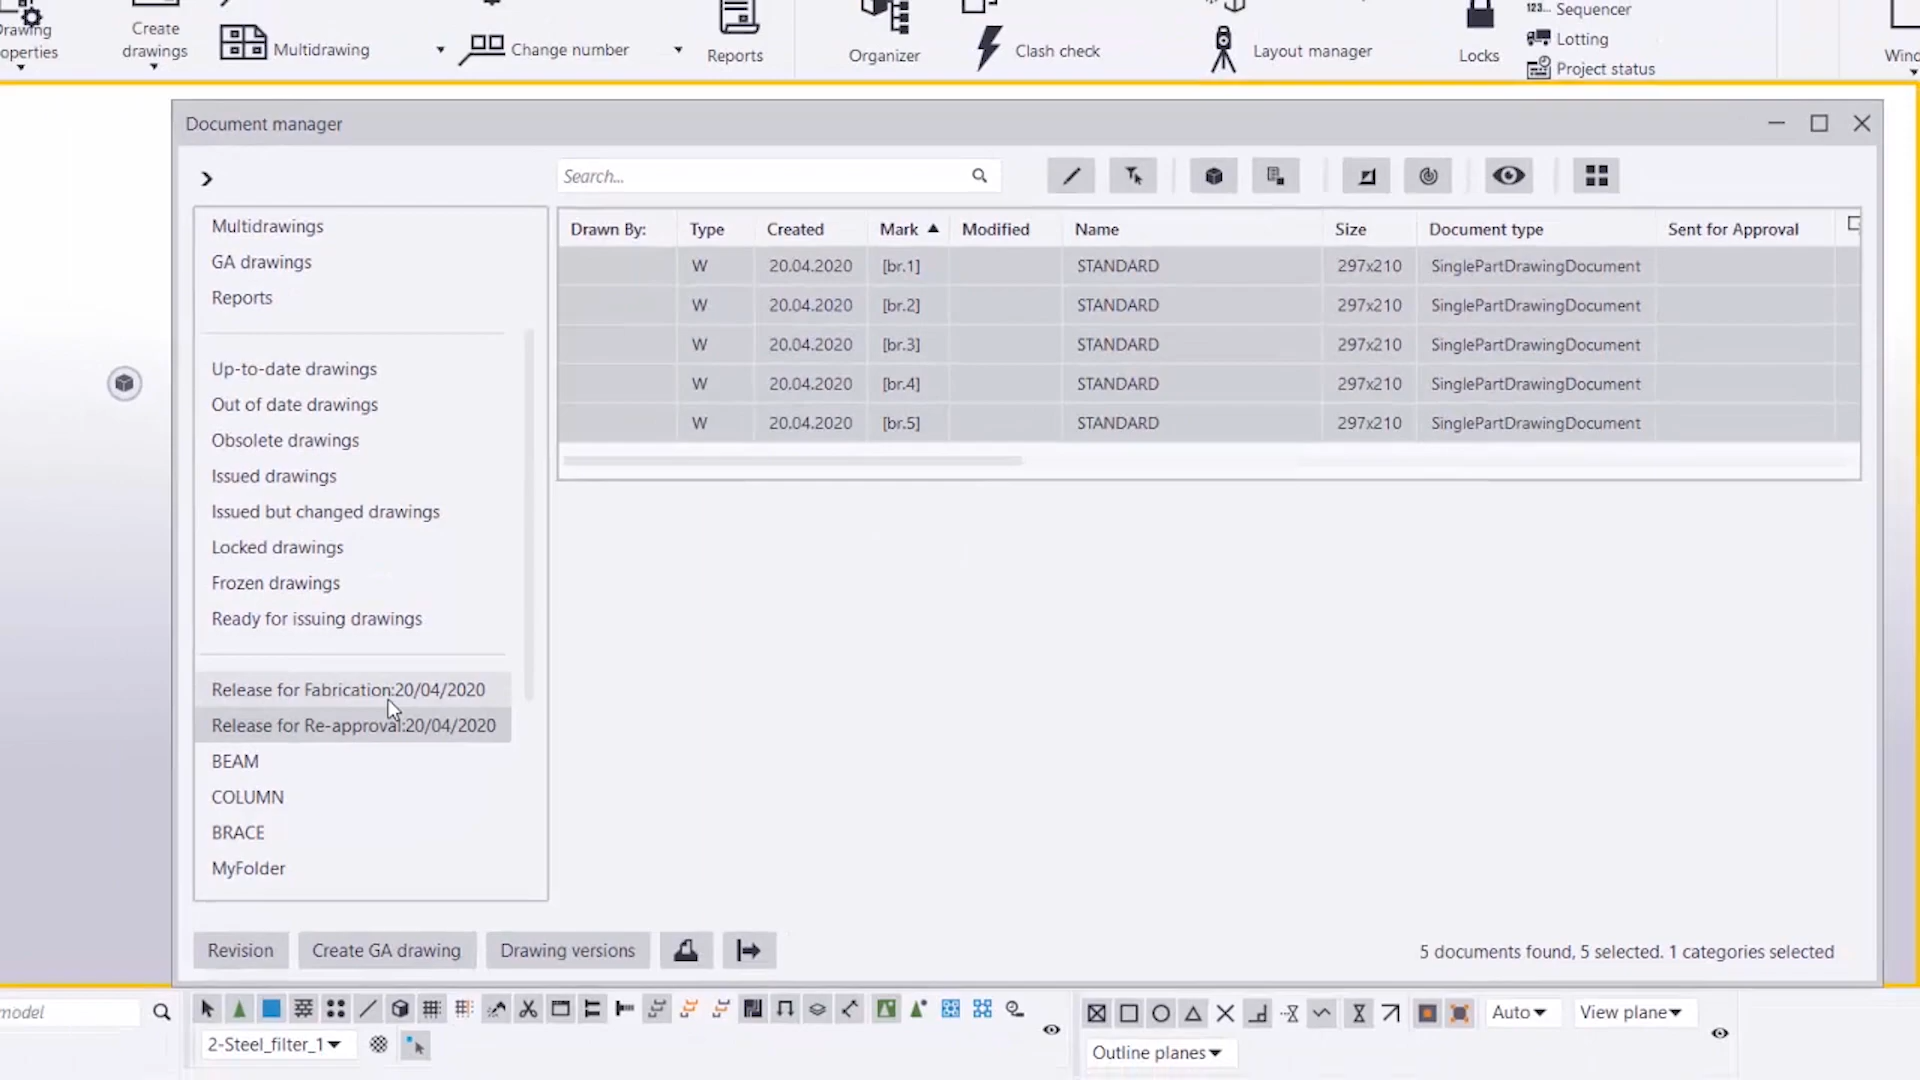 Create
drawings
Multidrawing
Change number
Reports
Organizer
Clash check
Layout manager
Locks
123... Sequencer
Lotting
Project status
Document manager
Search...
Multidrawings
GA drawings
Reports
Up-to-date drawings
Out of date drawings
Obsolete drawings
Issued drawings
Issued but changed drawings
Locked drawings
Frozen drawings
Ready for issuing drawings
Release for Fabrication:20/04/2020
Release for Re-approval:20/04/2020
BEAM
COLUMN
BRACE
MyFolder
Drawn By: Type Created Mark Modified Name Size Document type Sent for Approval
W 20.04.2020 [br.1] STANDARD 297x210 SinglePartDrawingDocument
W 20.04.2020 [br.2] STANDARD 297x210 SinglePartDrawingDocument
W 20.04.2020 [br.3] STANDARD 297x210 SinglePartDrawingDocument
W 20.04.2020 [br.4] STANDARD 297x210 SinglePartDrawingDocument
W 20.04.2020 [br.5] STANDARD 297x210 SinglePartDrawingDocument
Revision Create GA drawing Drawing versions
5 documents found, 5 selected. 1 categories selected
model
2-Steel_filter_1
Auto View plane
Outline planes